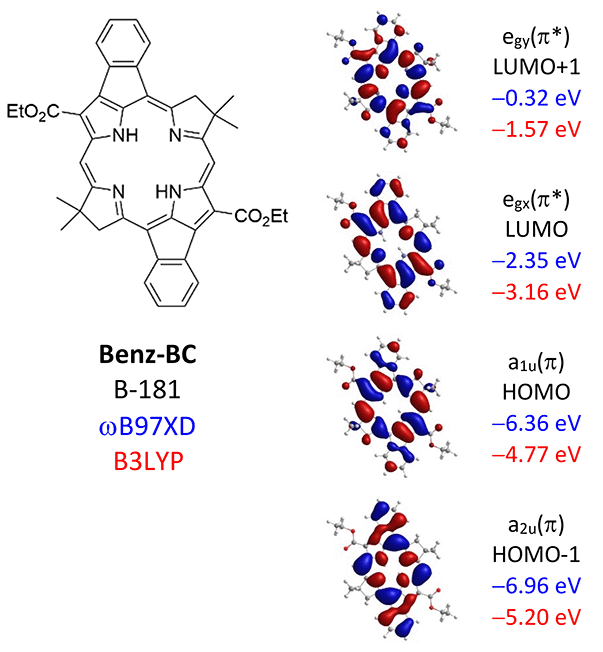 EtO₂C
NH
N
N
HN
CO₂Et
Benz-BC
B-181
ωB97XD
B3LYP
e_gy(π*)
LUMO+1
−0.32 eV
−1.57 eV
e_gx(π*)
LUMO
−2.35 eV
−3.16 eV
a₁ᵤ(π)
HOMO
−6.36 eV
−4.77 eV
a₂ᵤ(π)
HOMO-1
−6.96 eV
−5.20 eV